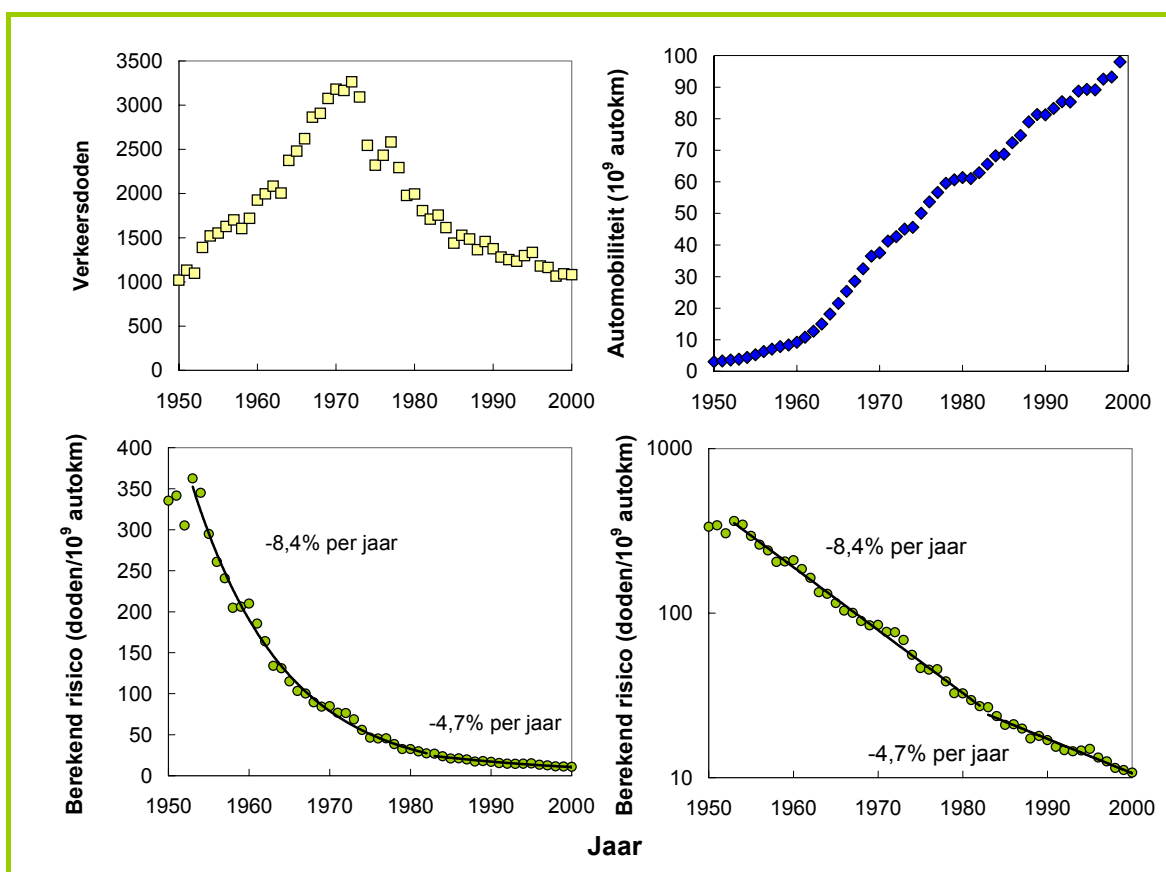 Verkeersdoden
3500
3000
2500
2000
1500
1000
500
0
1950 1960 1970 1980 1990 2000
Automobiliteit (10⁹ autokm)
100
90
80
70
60
50
40
30
20
10
0
1950 1960 1970 1980 1990 2000
Berekend risico (doden/10⁹ autokm)
400
350
300
250
200
150
100
50
0
-8,4% per jaar
-4,7% per jaar
1950 1960 1970 1980 1990 2000
Berekend risico (doden/10⁹ autokm)
1000
100
10
-8,4% per jaar
-4,7% per jaar
1950 1960 1970 1980 1990 2000
Jaar